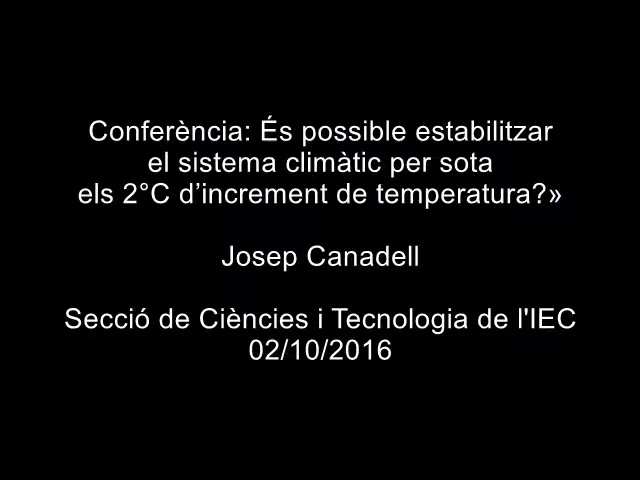 Conferència: És possible estabilitzar
el sistema climàtic per sota
els 2°C d’increment de temperatura?»
Josep Canadell
Secció de Ciències i Tecnologia de l'IEC
02/10/2016